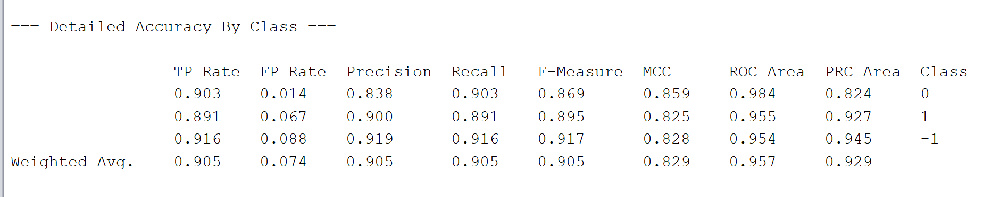 === Detailed Accuracy By Class ===
TP Rate FP Rate Precision Recall F-Measure MCC ROC Area PRC Area Class
0.903 0.014 0.838 0.903 0.869 0.859 0.984 0.824 0
0.891 0.067 0.900 0.891 0.895 0.825 0.955 0.927 1
0.916 0.088 0.919 0.916 0.917 0.828 0.954 0.945 -1
Weighted Avg. 0.905 0.074 0.905 0.905 0.905 0.829 0.957 0.929